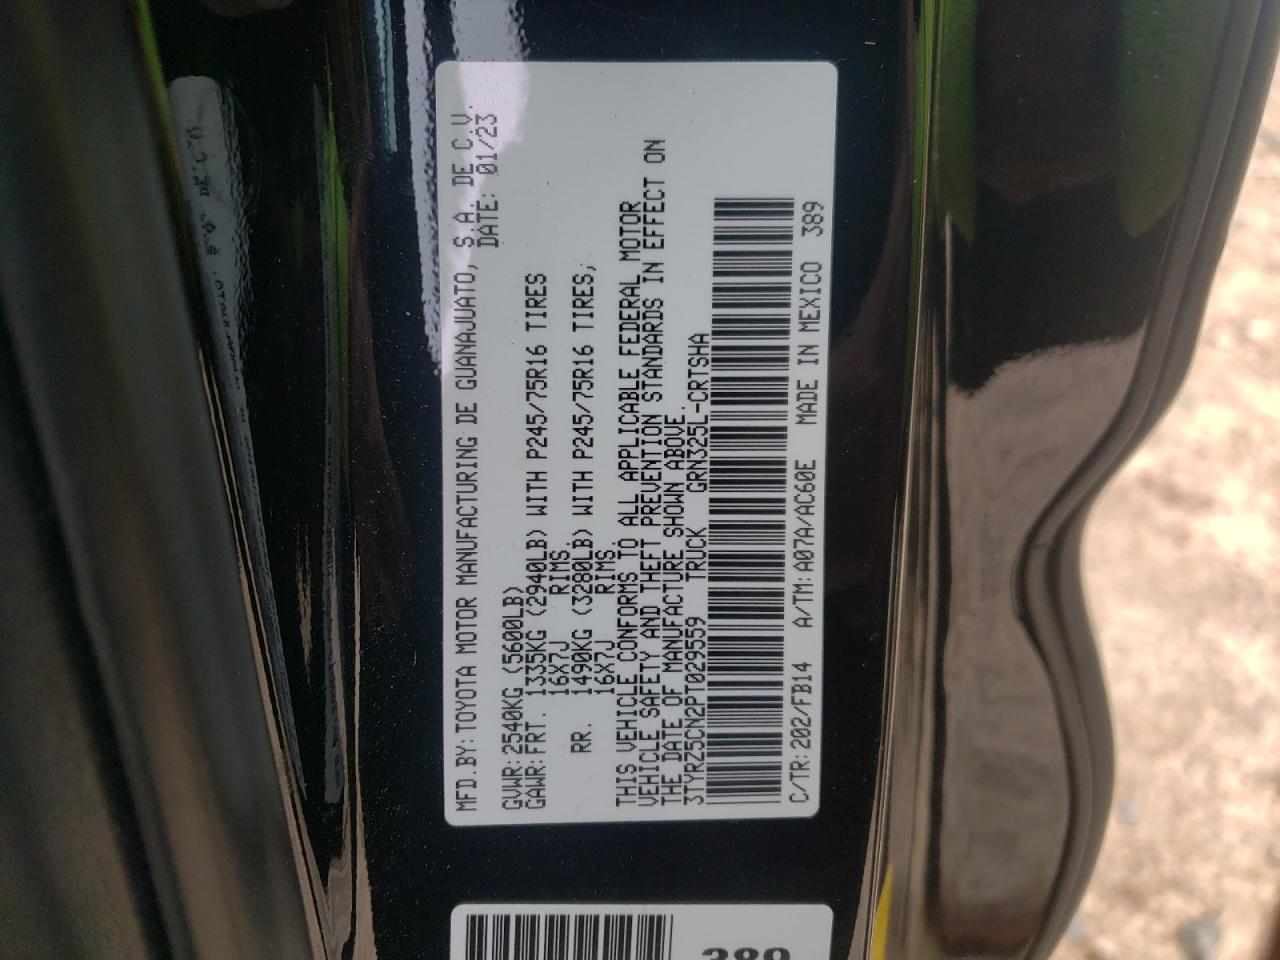 MFD.BY:TOYOTA MOTOR MANUFACTURING DE GUANAJUATO, S.A. DE C.V.
DATE: 01/23
GVWR:2540KG(5600LB)
GAWR:FRT. 1335KG (2940LB) WITH P245/75R16 TIRES
16X7J RIMS.
RR. 1490KG (3280LB) WITH P245/75R16 TIRES,
16X7J RIMS.
THIS VEHICLE CONFORMS TO ALL APPLICABLE FEDERAL MOTOR
VEHICLE SAFETY AND THEFT PREVENTION STANDARDS IN EFFECT ON
THE DATE OF MANUFACTURE SHOWN ABOVE.
3TYRZ5CN2PT029559 TRUCK GRN325L-CRTSHA
C/TR:202/FB14 A/TM:A07A/AC60E MADE IN MEXICO 389
389